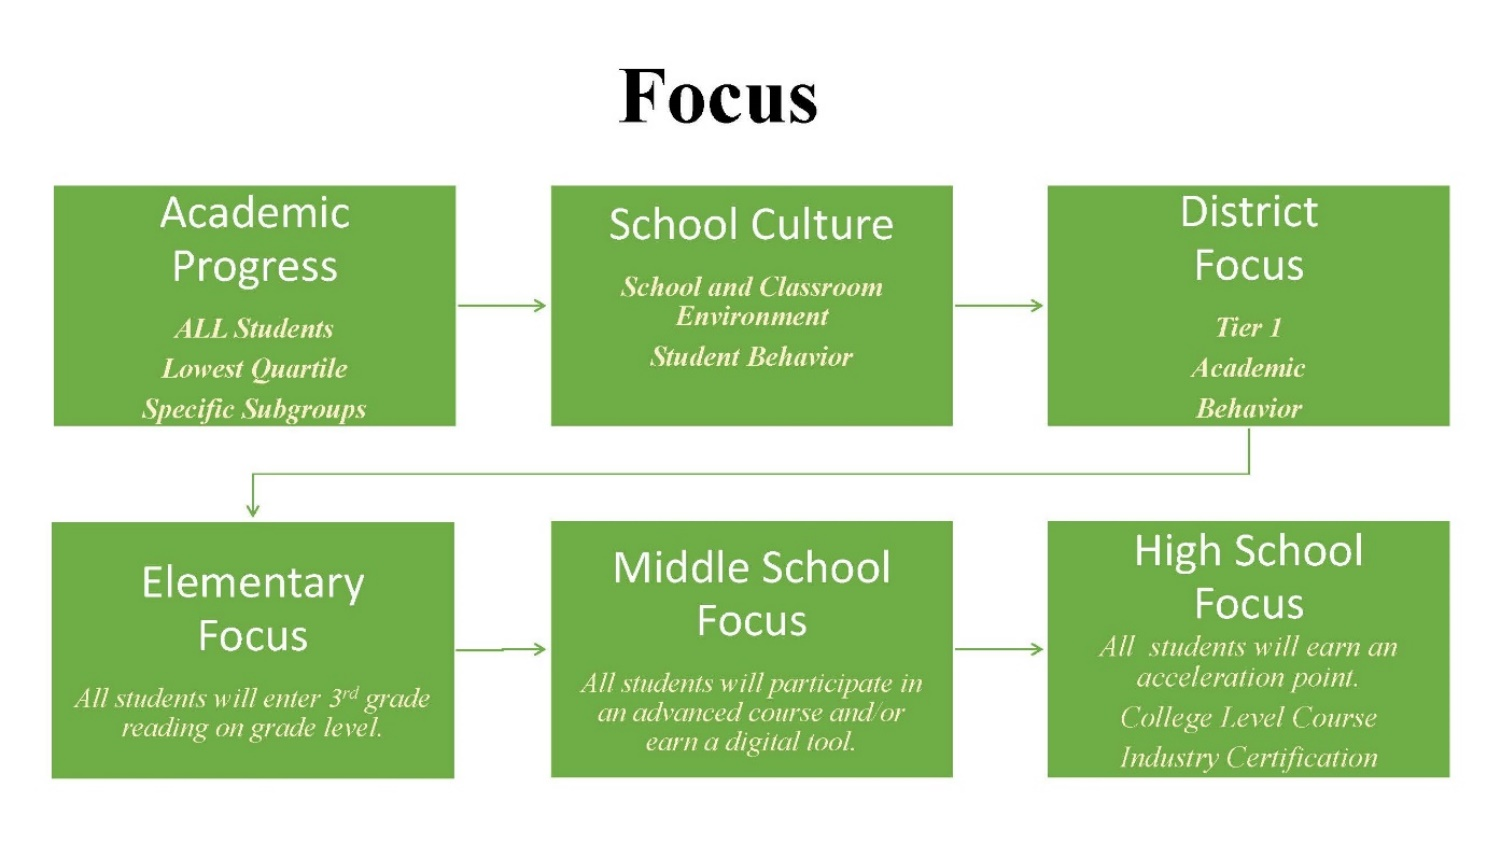 Focus
Academic
Progress
ALL Students
Lowest Quartile
Specific Subgroups
School Culture
School and Classroom
Environment
Student Behavior
District
Focus
Tier 1
Academic
Behavior
Elementary
Focus
All students will enter 3rd grade
reading on grade level.
Middle School
Focus
All students will participate in
an advanced course and/or
earn a digital tool.
High School
Focus
All  students will earn an
acceleration point.
College Level Course
Industry Certification